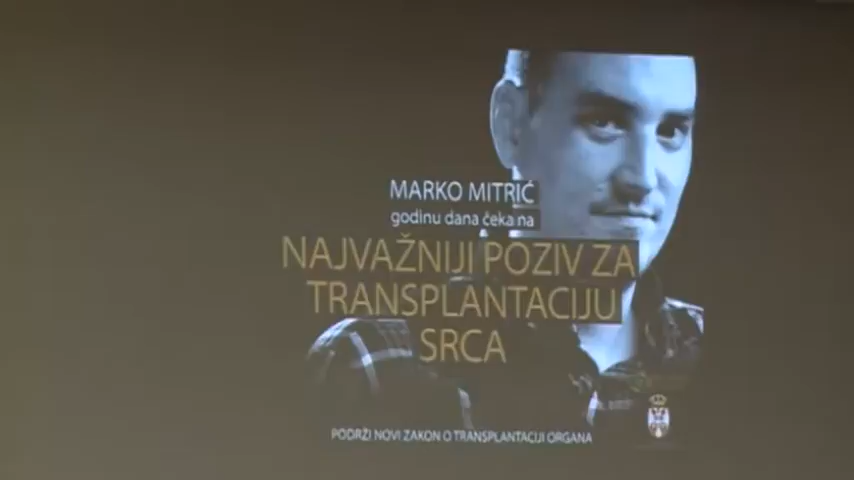 MARKO MITRIĆ
godinu dana čeka na
NAJVAŽNIJI POZIV ZA
TRANSPLANTACIJU
SRCA
PODRŽI NOVI ZAKON O TRANSPLANTACIJI ORGANA